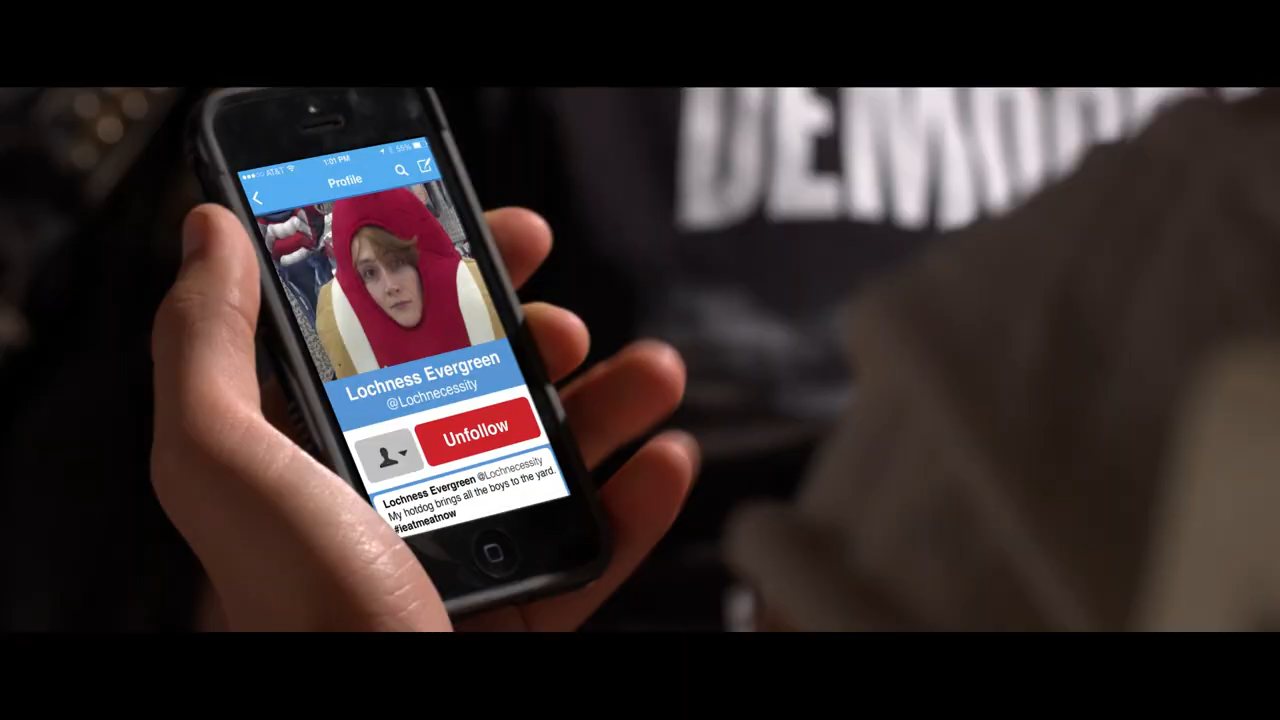 AT&T 1:01 PM 55%
Profile
Lochness Evergreen
@Lochnecessity
Unfollow
Lochness Evergreen @Lochnecessity
My hotdog brings all the boys to the yard.
#ieatmeatnow